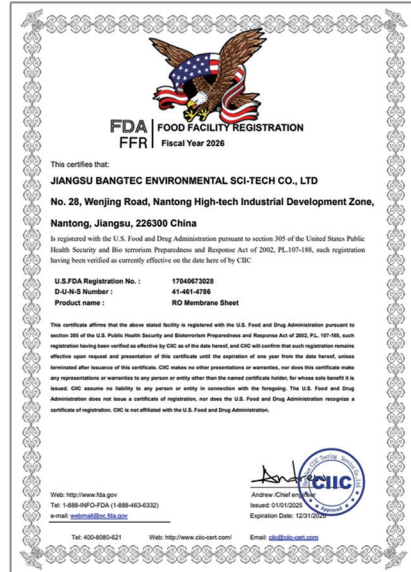 FDA FOOD FACILITY REGISTRATION
FFR Fiscal Year 2026
This certifies that:
JIANGSU BANGTEC ENVIRONMENTAL SCI-TECH CO., LTD
No. 28, Wenjing Road, Nantong High-tech Industrial Development Zone,
Nantong, Jiangsu, 226300 China
Is registered with the U.S. Food and Drug Administration pursuant to section 305 of the United States Public
Health Security and Bio terrorism Preparedness and Response Act of 2002, PL.107-188, such registration
having been verified as currently effective on the date here of by CIIC
U.S.FDA Registration No. : 17040673028
D-U-N-S Number : 41-461-4786
Product name : RO Membrane Sheet
This certificate affirms that the above stated facility is registered with the U.S. Food and Drug Administration pursuant to
section 305 of the U.S. Public Health Security and Bioterrorism Preparedness and Response Act of 2002, P.L. 107-188, such
registration having been verified as effective by CIIC as of the date hereof, and CIIC will confirm that such registration remains
effective upon request and presentation of this certificate until the expiration of one year from the date hereof, unless
terminated after issuance of this certificate. CIIC makes no other presentations or warranties, nor does this certificate make
any representations or warranties to any person or entity other than the named certificate holder, for whose sole benefit it is
issued. CIIC assume no liability to any person or entity in connection with the foregoing. The U.S. Food and Drug
Administration does not issue a certificate of registration, nor does the U.S. Food and Drug Administration recognize a
certificate of registration. CIIC is not affiliated with the U.S. Food and Drug Administration.
Andrew
CIIC
Testing Service Co.,Ltd
Approved
Web: http://www.fda.gov
Andrew /Chief engineer
Tel: 1-888-INFO-FDA (1-888-463-6332)
Issued: 01/01/2025
e-mail: webmail@oc.fda.gov
Expiration Date: 12/31/2026
Tel: 400-8080-621 Web: http://www.ciic-cert.com/ Email: ciic@ciic-cert.com